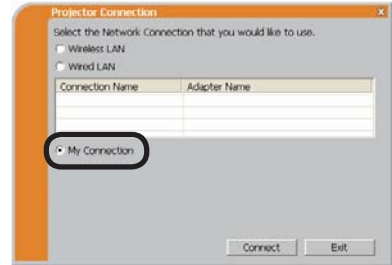 Projector Connection
x
Select the Network Connection that you would like to use.
Wireless LAN
Wired LAN
Connection Name Adapter Name
My Connection
Connect Exit